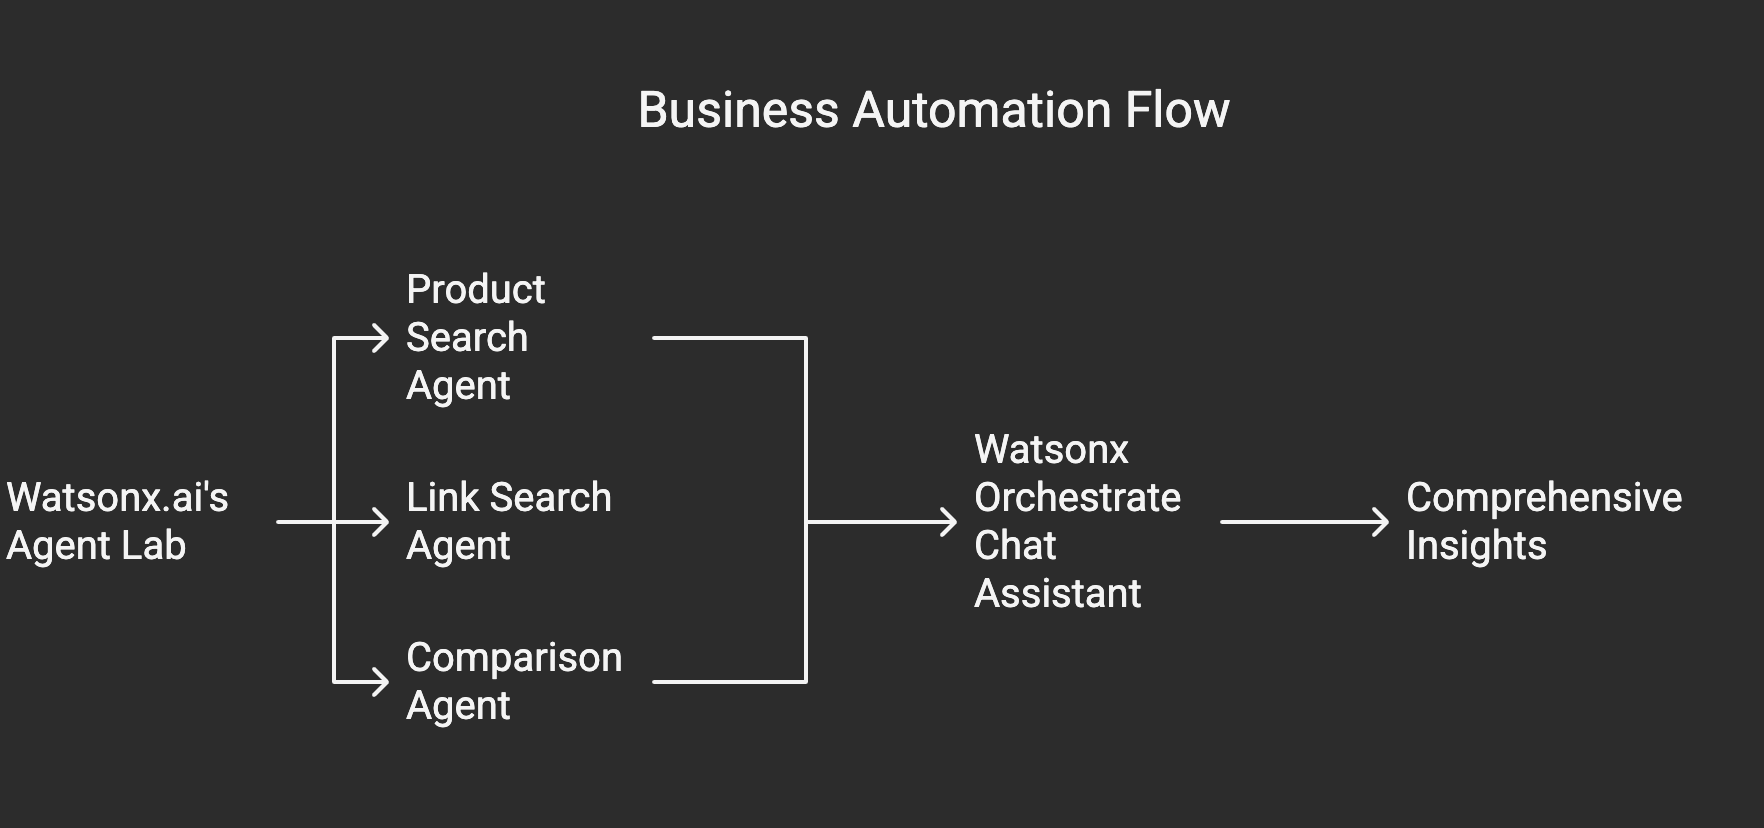 Business Automation Flow
Watsonx.ai's
Agent Lab
Product
Search
Agent
Link Search
Agent
Comparison
Agent
Watsonx
Orchestrate
Chat
Assistant
Comprehensive
Insights